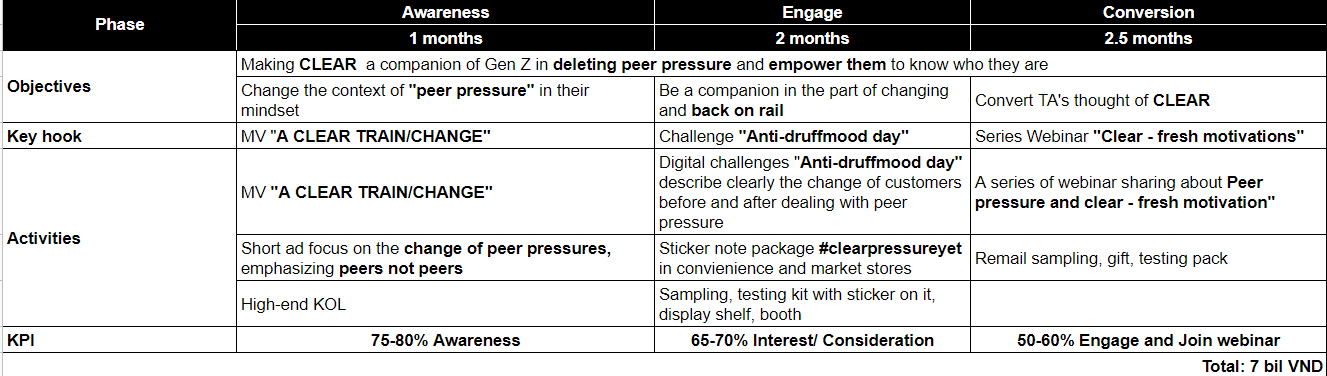 Phase
Awareness
Engage
Conversion
1 months
2 months
2.5 months
Objectives
Making CLEAR a companion of Gen Z in deleting peer pressure and empower them to know who they are
Change the context of "peer pressure" in their
mindset
Be a companion in the part of changing
and back on rail
Convert TA's thought of CLEAR
Key hook
MV "A CLEAR TRAIN/CHANGE"
Challenge "Anti-druffmood day"
Series Webinar "Clear - fresh motivations"
Activities
MV "A CLEAR TRAIN/CHANGE"
Digital challenges "Anti-druffmood day"
describe clearly the change of customers
before and after dealing with peer
pressure
A series of webinar sharing about Peer
pressure and clear - fresh motivation"
Short ad focus on the change of peer pressures,
emphasizing peers not peers
Sticker note package #clearpressureyet
in convienience and market stores
Remail sampling, gift, testing pack
High-end KOL
Sampling, testing kit with sticker on it,
display shelf, booth
KPI
75-80% Awareness
65-70% Interest/ Consideration
50-60% Engage and Join webinar
Total: 7 bil VND